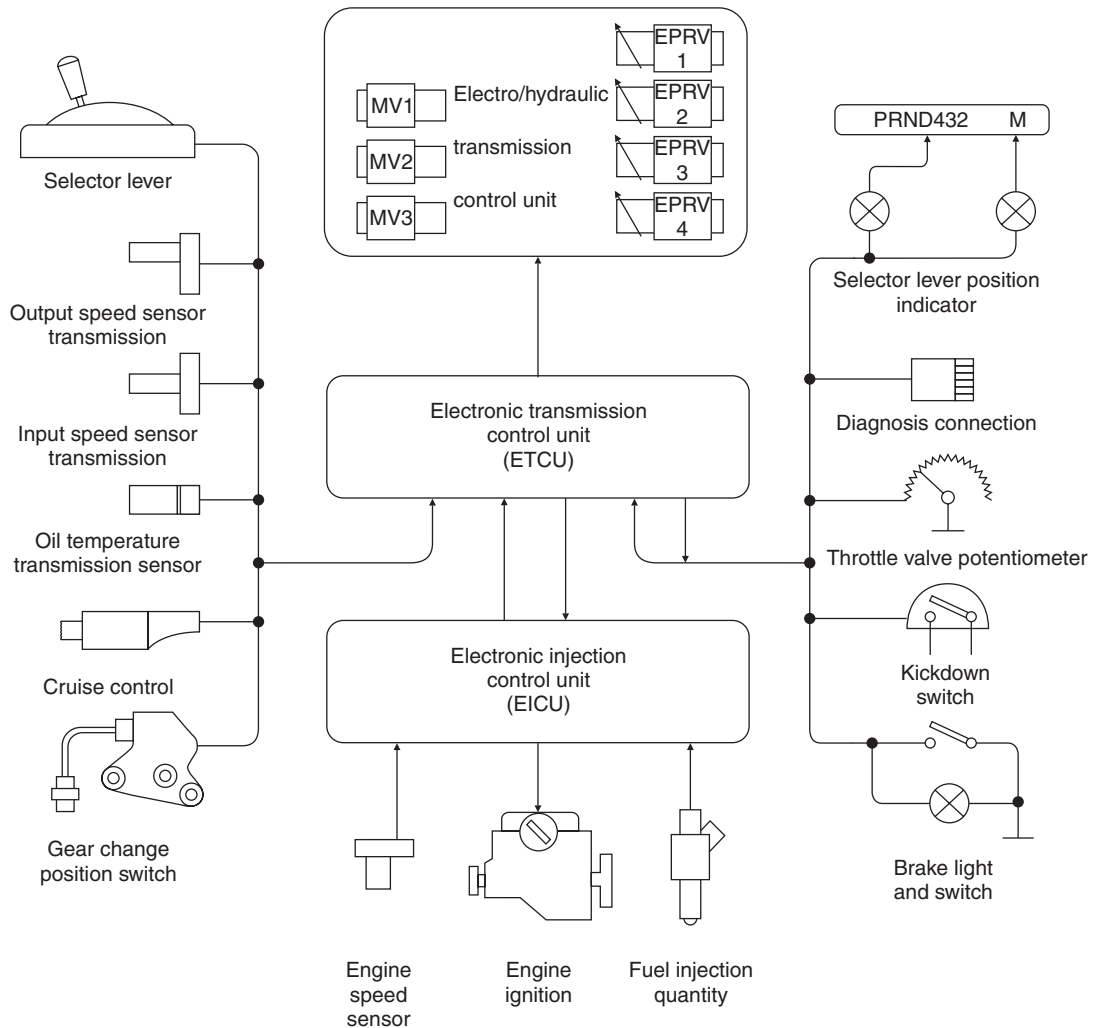 EPRV
1
MV1
Electro/hydraulic
EPRV
2
MV2
transmission
EPRV
3
MV3
control unit
EPRV
4
PRND432 M
Selector lever
Selector lever position
indicator
Output speed sensor
transmission
Input speed sensor
transmission
Electronic transmission
control unit
(ETCU)
Diagnosis connection
Oil temperature
transmission sensor
Throttle valve potentiometer
Cruise control
Electronic injection
control unit
(EICU)
Kickdown
switch
Gear change
position switch
Brake light
and switch
Engine
speed
sensor
Engine
ignition
Fuel injection
quantity